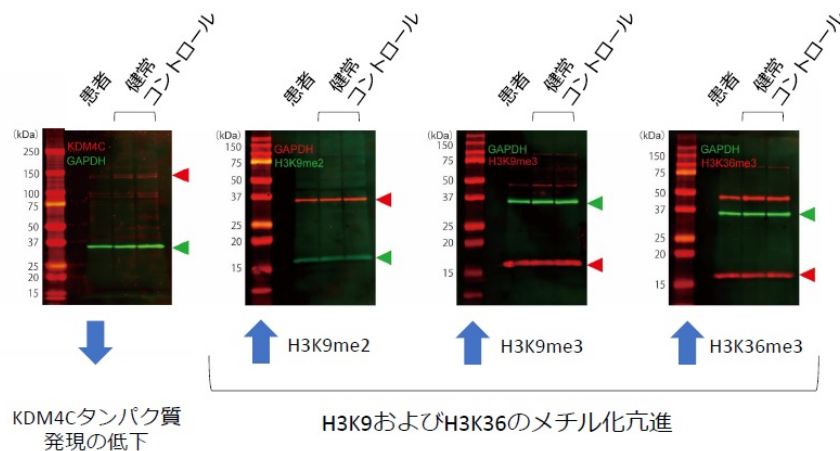 患者
健常
コントロール
患者
健常
コントロール
患者
健常
コントロール
患者
健常
コントロール
(kDa)
250
150
100
75
50
37
25
20
15
KDM4C
GAPDH
(kDa)
150
75
50
37
25
20
15
GAPDH
H3K9me2
(kDa)
150
75
50
37
25
20
15
GAPDH
H3K9me3
(kDa)
150
75
50
37
25
20
15
GAPDH
H3K36me3
H3K9me2
H3K9me3
H3K36me3
KDM4Cタンパク質
発現の低下
H3K9およびH3K36のメチル化亢進